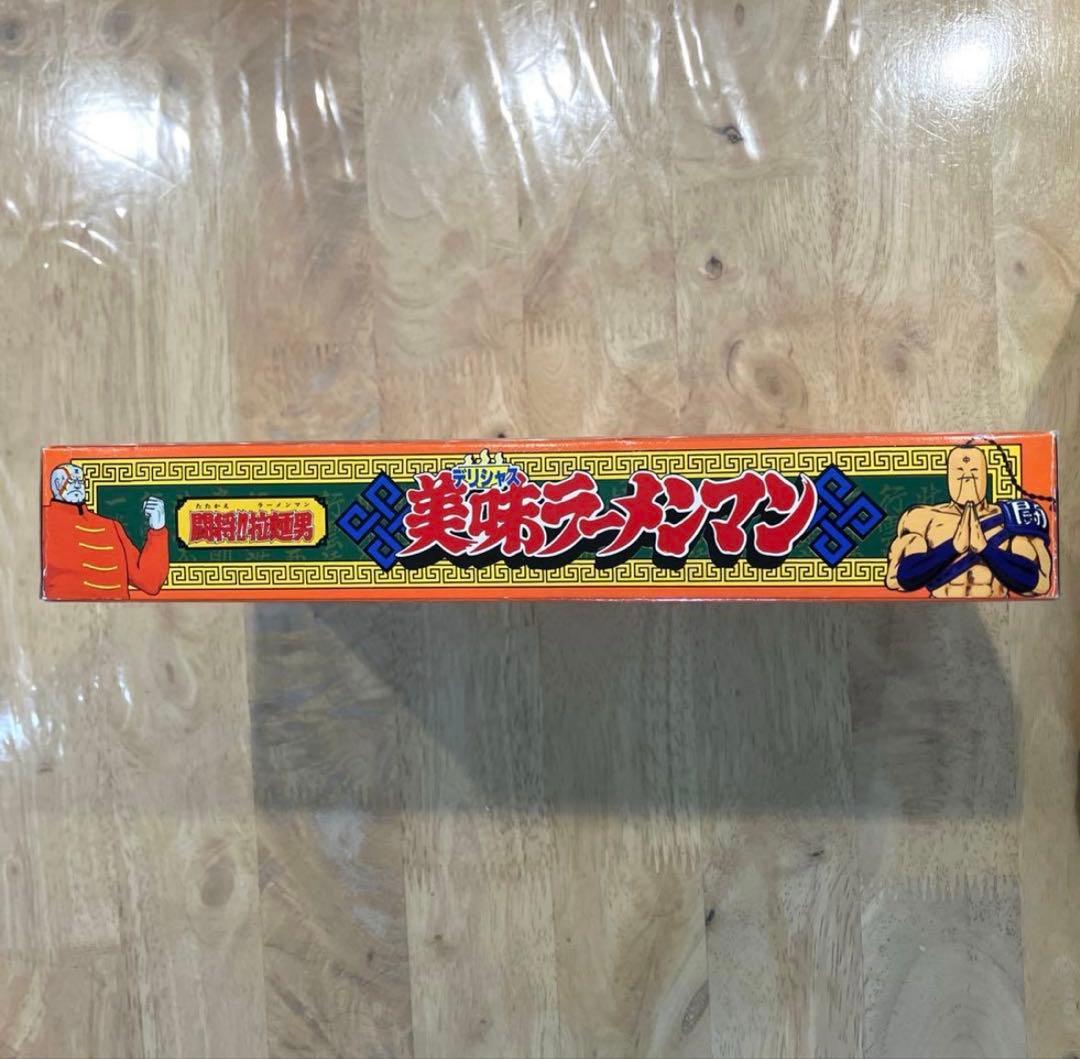 たたかえ ラーメンマン
闘将!!拉麵男
デリシャス
美味ラーメンマン
闘